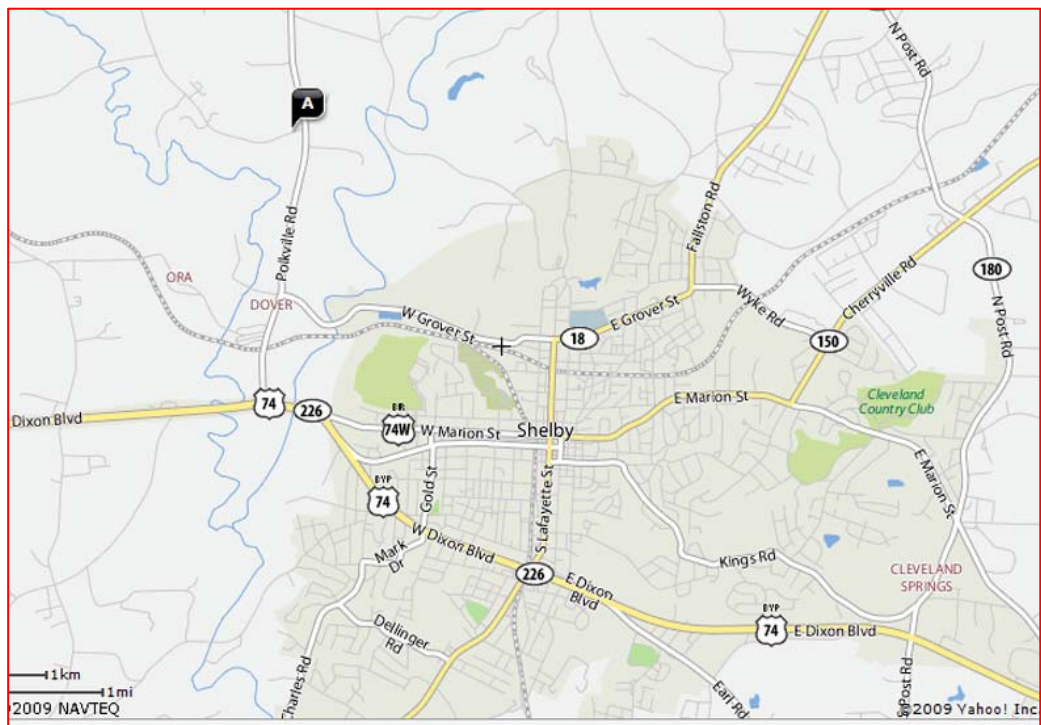 N Post Rd
A
Fallston Rd
Polkville Rd
ORA
DOVER
180
Cherryville Rd
Wyke Rd
N Post Rd
W Grover St
E Grover St
18
150
Cleveland
Country Club
E Marion St
74
226
Dixon Blvd
BIR
74W
W Marion St
Shelby
E Marion St
Gold St
S Lafayette St
BYP
74
W Dixon Blvd
Mark
Dr
Kings Rd
CLEVELAND
SPRINGS
226
E Dixon
Blvd
Dellinger
Rd
BYP
74
E Dixon Blvd
Charles Rd
Earl Rd
Post Rd
1km
1mi
2009 NAVTEQ
©2009 Yahoo! Inc